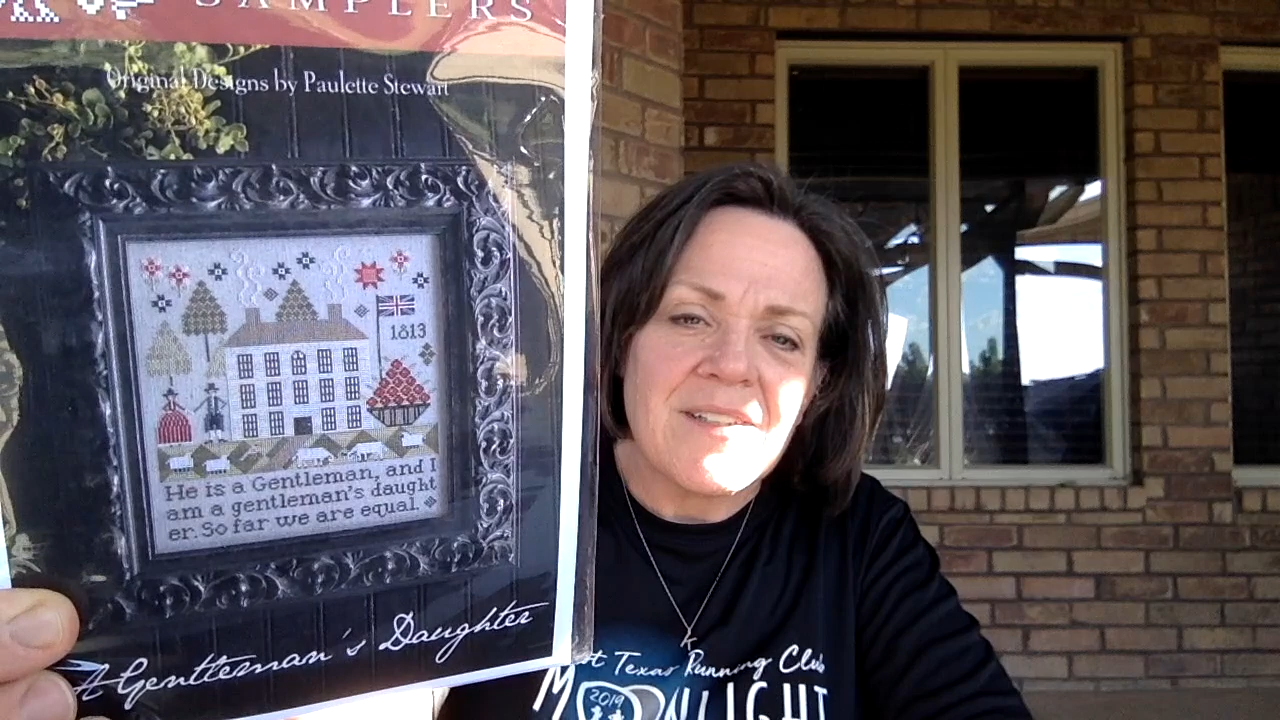 SAMPLERS
Original Designs by Paulette Stewart
1813
He is a Gentleman, and I
am a gentleman's daught
er. So far we are equal.
A Gentleman's Daughter
t Texas Running Club
MOONLIGHT
2019